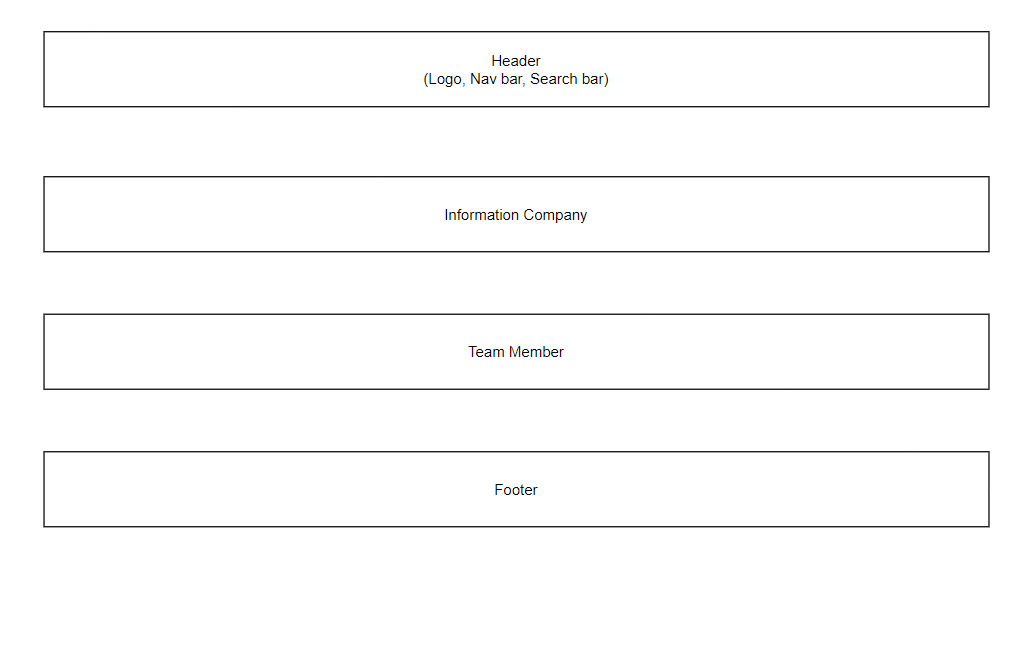 Header
(Logo, Nav bar, Search bar)
Information Company
Team Member
Footer